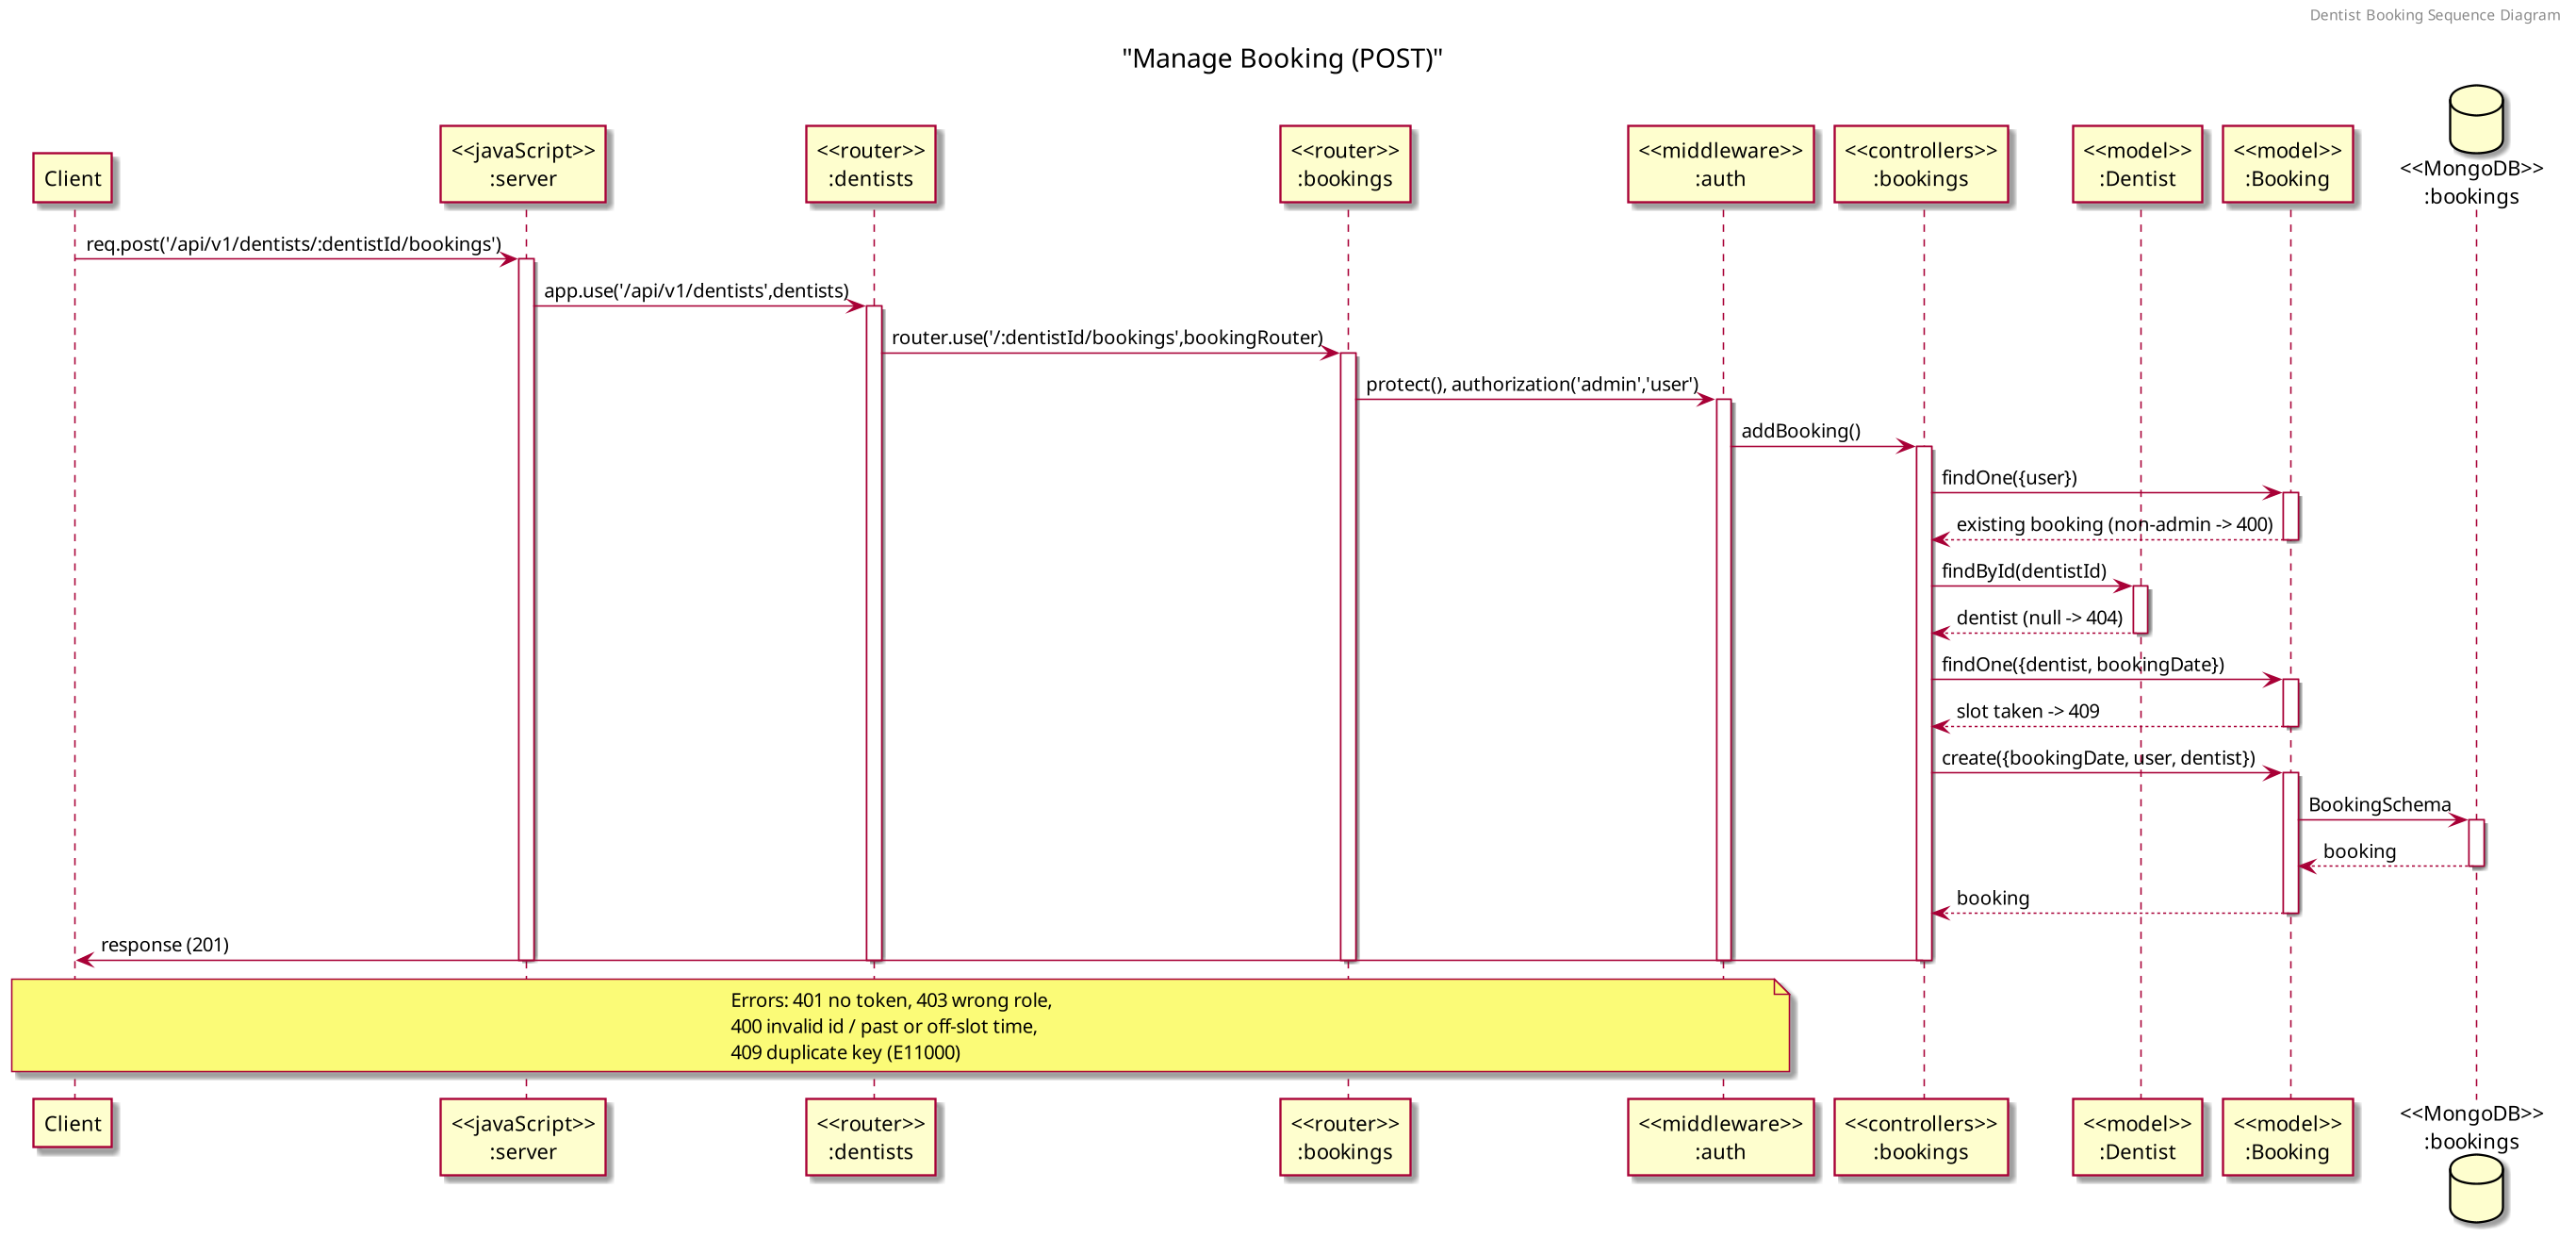 Dentist Booking Sequence Diagram
"Manage Booking (POST)"
Client
<<javaScript>>
:server
<<router>>
:dentists
<<router>>
:bookings
<<middleware>>
:auth
<<controllers>>
:bookings
<<model>>
:Dentist
<<model>>
:Booking
<<MongoDB>>
:bookings
req.post('/api/v1/dentists/:dentistId/bookings')
app.use('/api/v1/dentists',dentists)
router.use('/:dentistId/bookings',bookingRouter)
protect(), authorization('admin','user')
addBooking()
findOne({user})
existing booking (non-admin -> 400)
findById(dentistId)
dentist (null -> 404)
findOne({dentist, bookingDate})
slot taken -> 409
create({bookingDate, user, dentist})
BookingSchema
booking
booking
response (201)
Errors: 401 no token, 403 wrong role,
400 invalid id / past or off-slot time,
409 duplicate key (E11000)
Client
<<javaScript>>
:server
<<router>>
:dentists
<<router>>
:bookings
<<middleware>>
:auth
<<controllers>>
:bookings
<<model>>
:Dentist
<<model>>
:Booking
<<MongoDB>>
:bookings